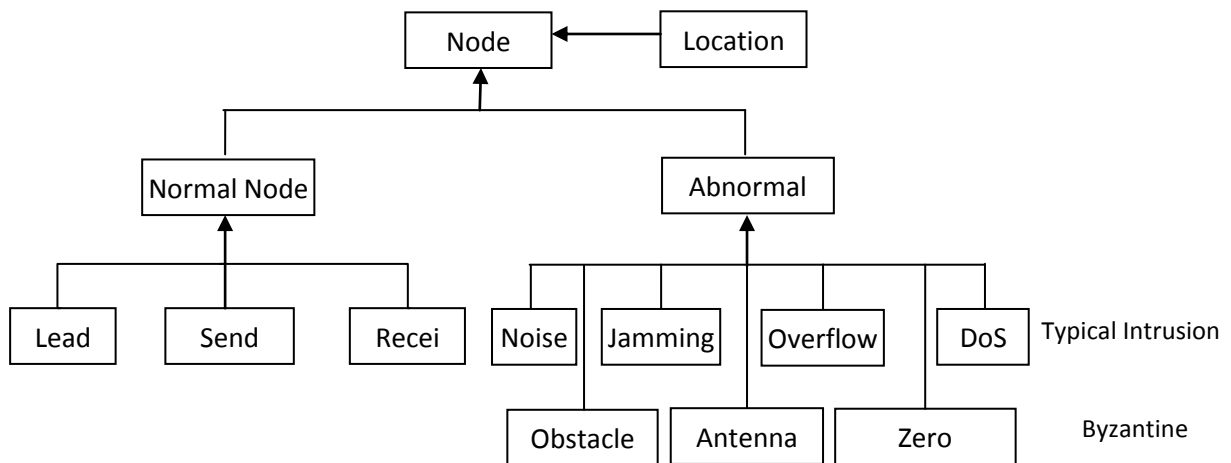 Node
Location
Normal Node
Abnormal
Lead
Send
Recei
Noise
Jamming
Overflow
DoS
Typical Intrusion
Obstacle
Antenna
Zero
Byzantine